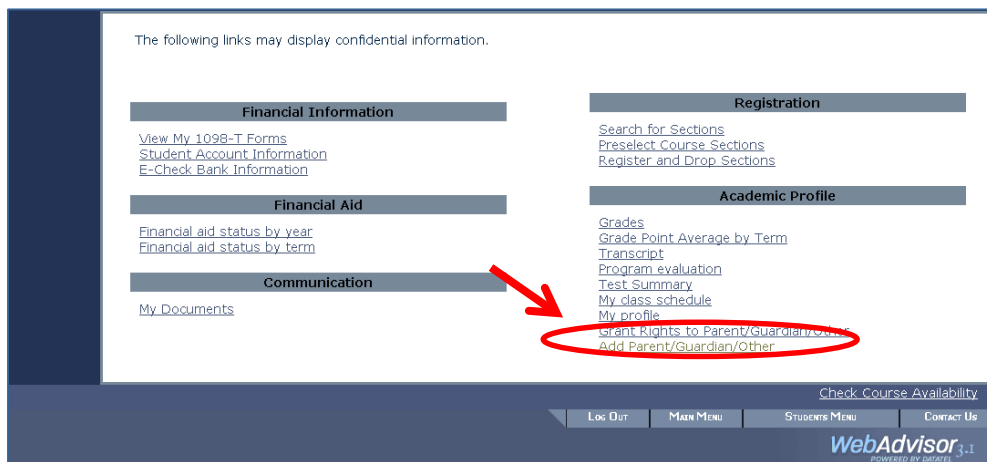 The following links may display confidential information.
Financial Information
View My 1098-T Forms
Student Account Information
E-Check Bank Information
Financial Aid
Financial aid status by year
Financial aid status by term
Communication
My Documents
Registration
Search for Sections
Preselect Course Sections
Register and Drop Sections
Academic Profile
Grades
Grade Point Average by Term
Transcript
Program evaluation
Test Summary
My class schedule
My profile
Grant Rights to Parent/Guardian/Other
Add Parent/Guardian/Other
Check Course Availability
Log Out Main Menu Students Menu Contact Us
WebAdvisor 3.1
POWERED BY DATATEL